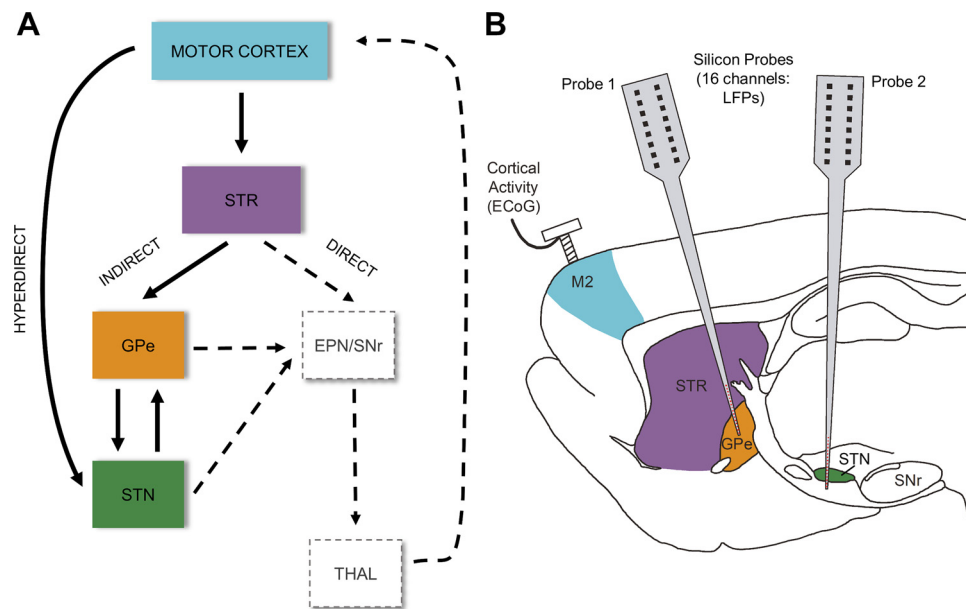 A
MOTOR CORTEX
STR
HYPERDIRECT
INDIRECT
DIRECT
GPe
EPN/SNr
STN
THAL
B
Silicon Probes
(16 channels:
LFPs)
Probe 1
Probe 2
Cortical
Activity
(ECoG)
M2
STR
GPe
STN
SNr